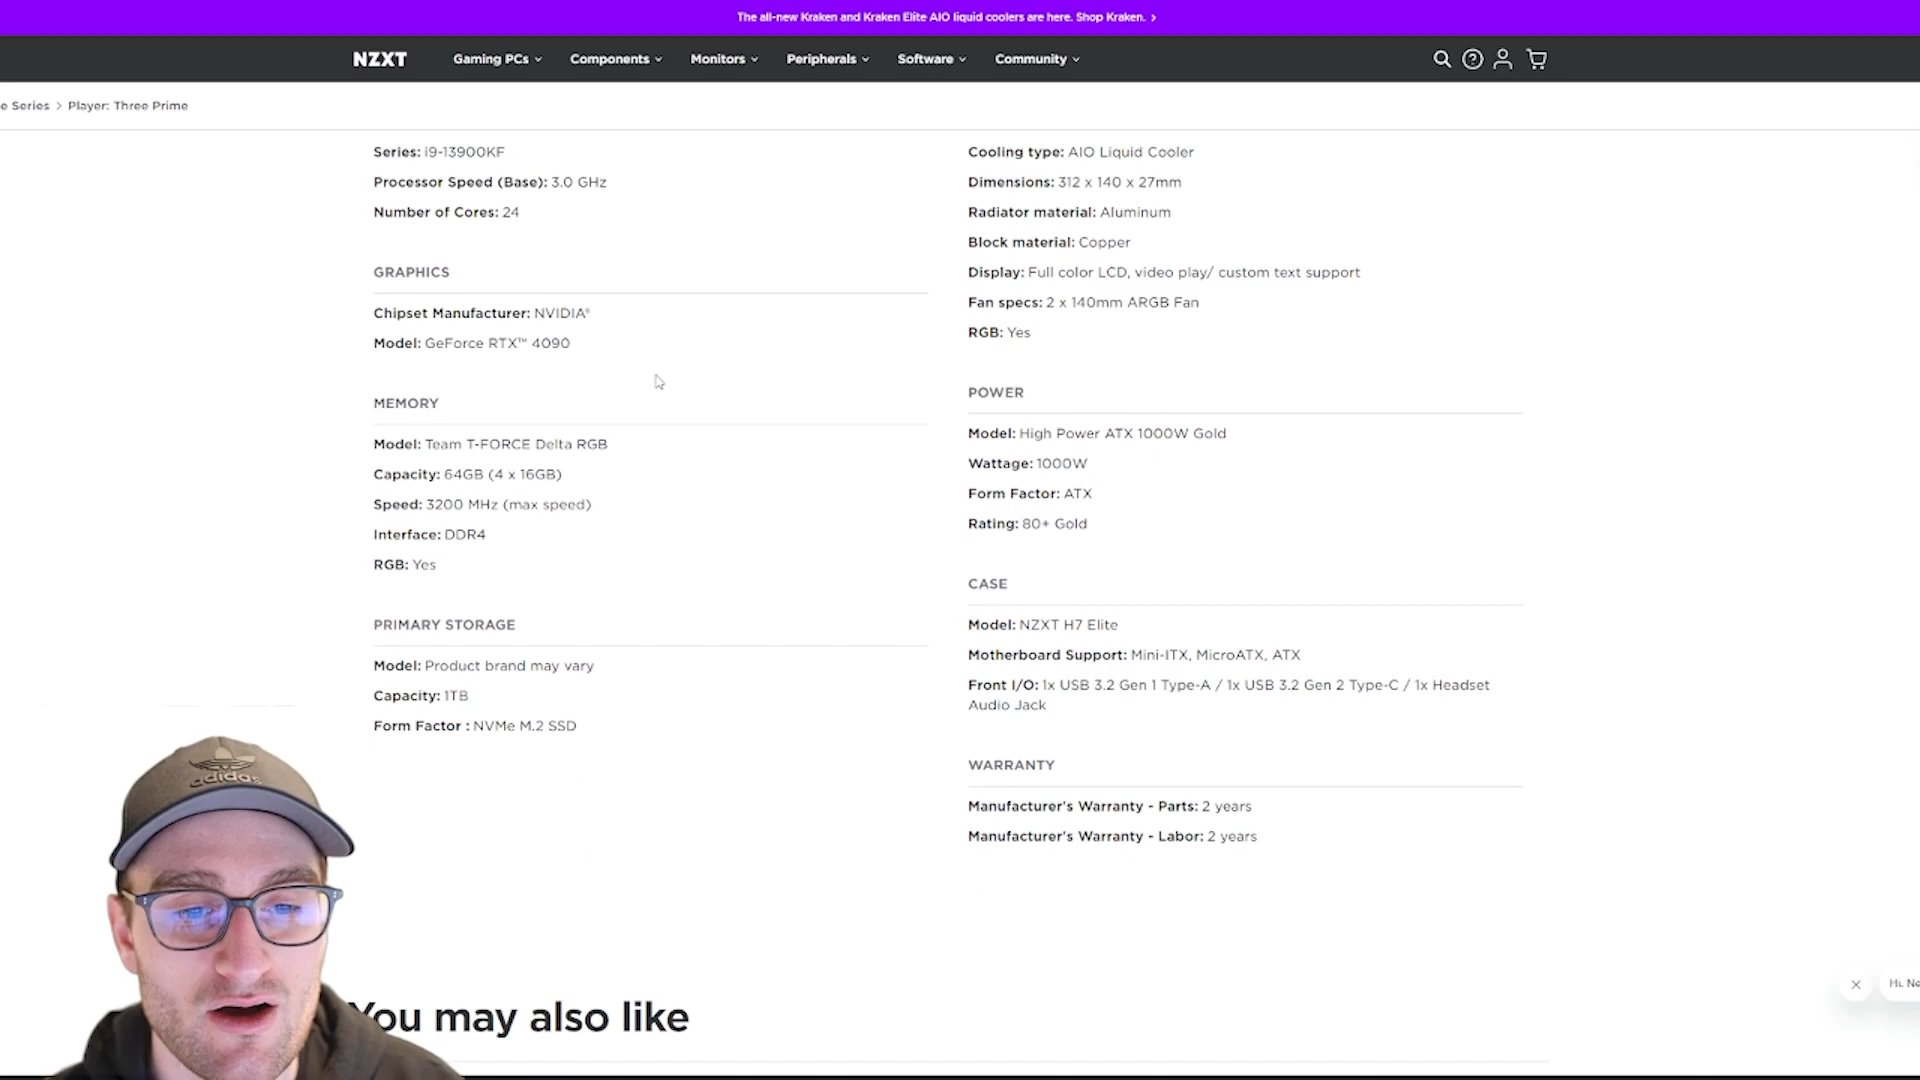 The all-new Kraken and Kraken Elite AIO liquid coolers are here. Shop Kraken. >
NZXT
Gaming PCs
Components
Monitors
Peripherals
Software
Community
e Series > Player: Three Prime
Series: i9-13900KF
Processor Speed (Base): 3.0 GHz
Number of Cores: 24
GRAPHICS
Chipset Manufacturer: NVIDIA®
Model: GeForce RTX™ 4090
MEMORY
Model: Team T-FORCE Delta RGB
Capacity: 64GB (4 x 16GB)
Speed: 3200 MHz (max speed)
Interface: DDR4
RGB: Yes
PRIMARY STORAGE
Model: Product brand may vary
Capacity: 1TB
Form Factor : NVMe M.2 SSD
Cooling type: AIO Liquid Cooler
Dimensions: 312 x 140 x 27mm
Radiator material: Aluminum
Block material: Copper
Display: Full color LCD, video play/ custom text support
Fan specs: 2 x 140mm ARGB Fan
RGB: Yes
POWER
Model: High Power ATX 1000W Gold
Wattage: 1000W
Form Factor: ATX
Rating: 80+ Gold
CASE
Model: NZXT H7 Elite
Motherboard Support: Mini-ITX, MicroATX, ATX
Front I/O: 1x USB 3.2 Gen 1 Type-A / 1x USB 3.2 Gen 2 Type-C / 1x Headset
Audio Jack
WARRANTY
Manufacturer's Warranty - Parts: 2 years
Manufacturer's Warranty - Labor: 2 years
adidas
You may also like
Hi, Ne